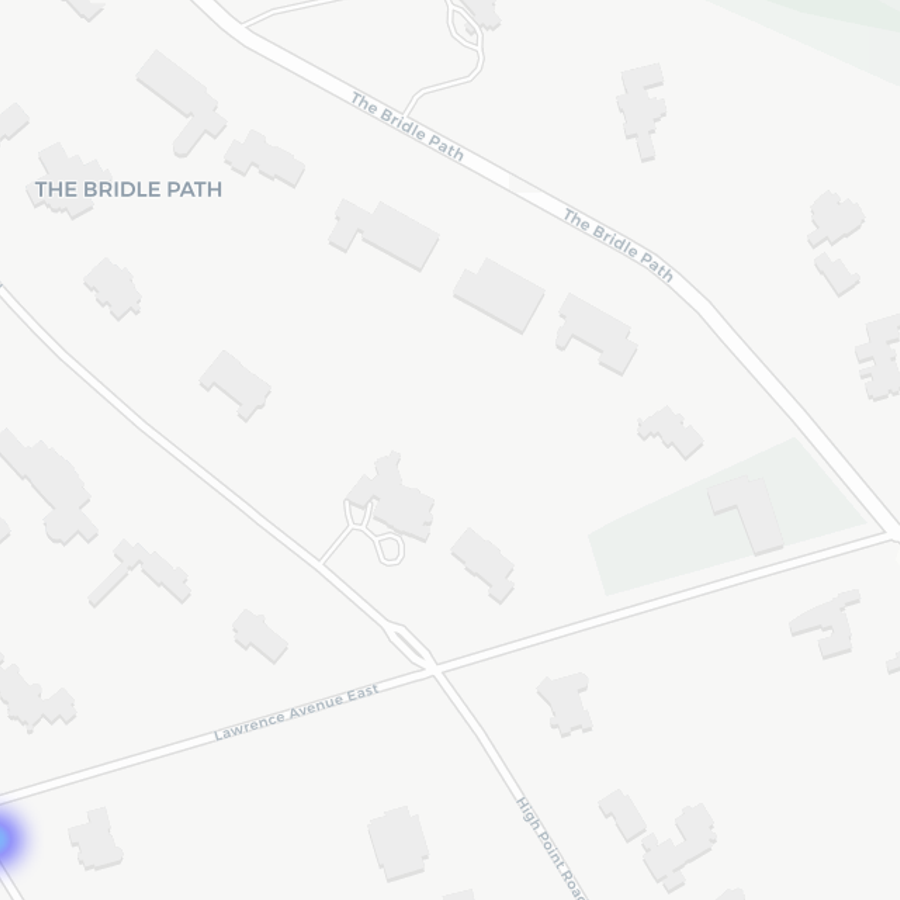 The Bridle Path
THE BRIDLE PATH
The Bridle Path
Lawrence Avenue East
High Point Road